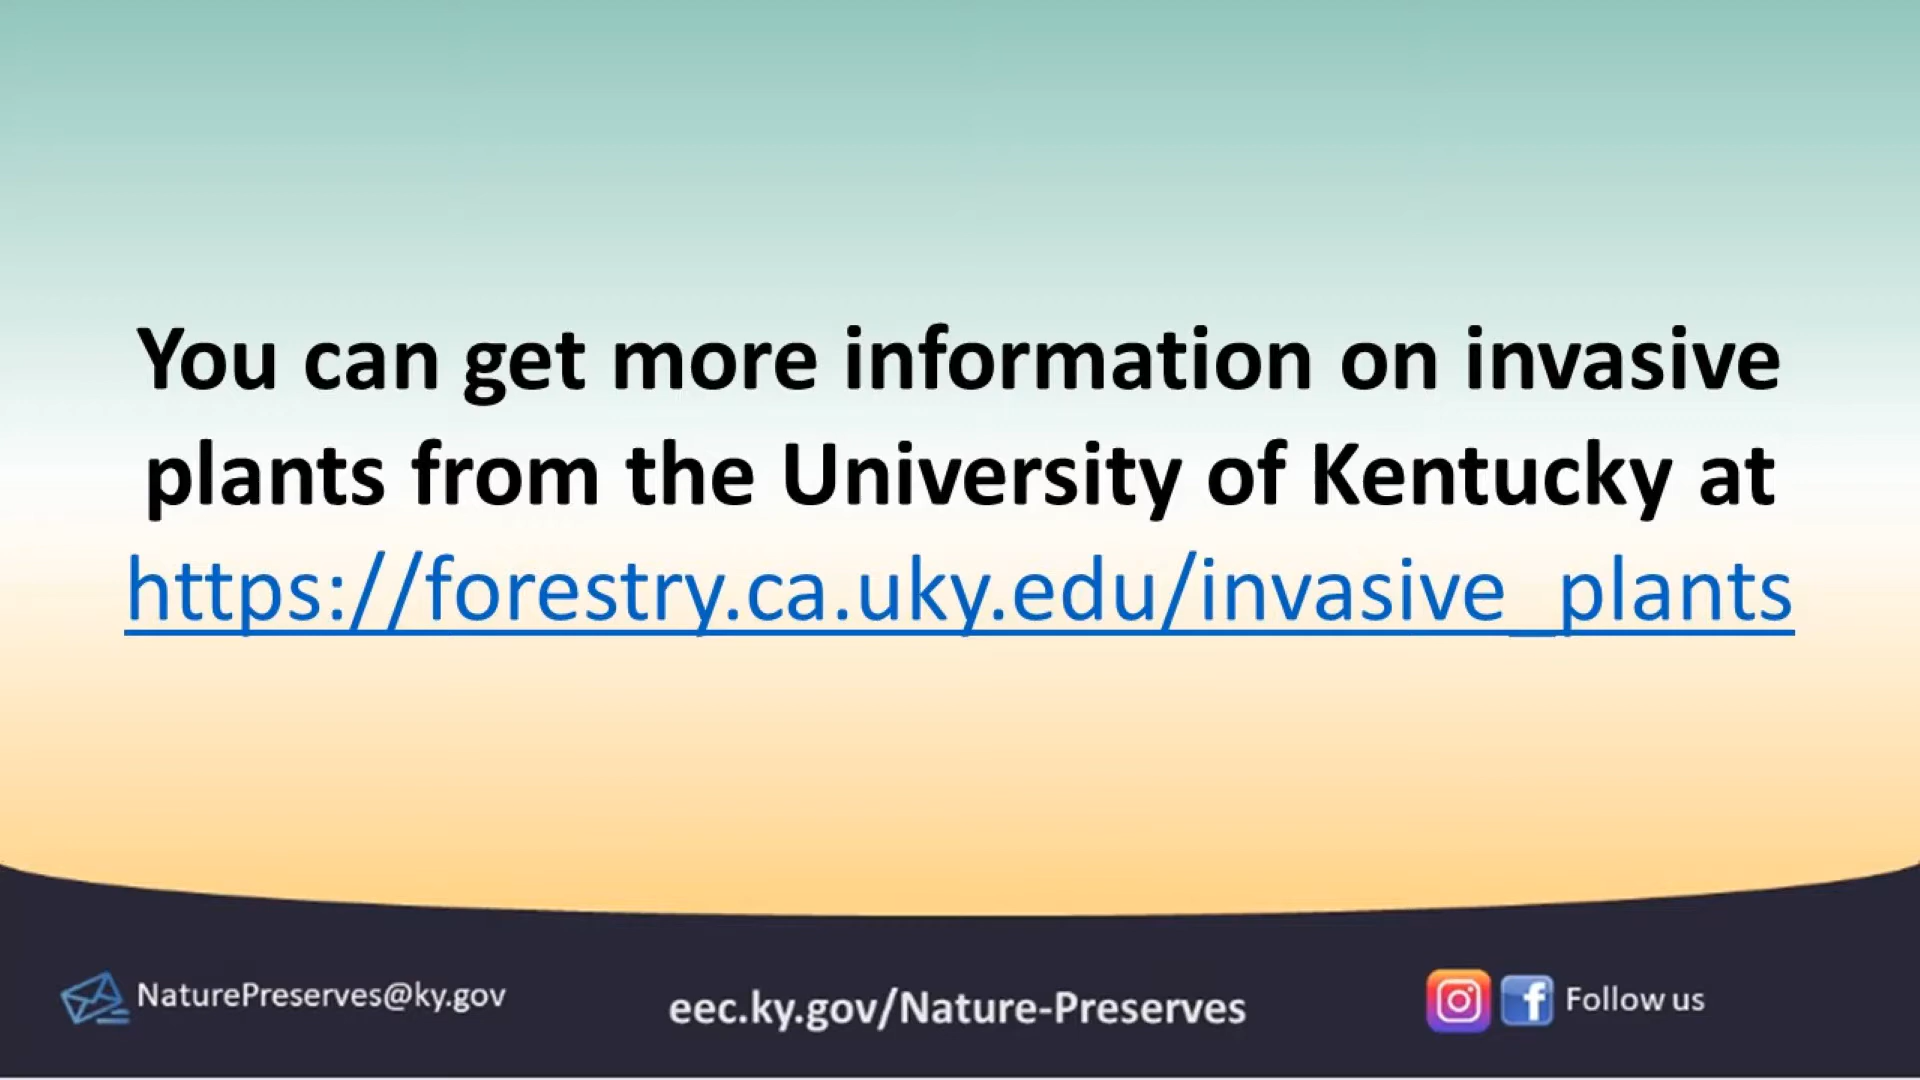 You can get more information on invasive
plants from the University of Kentucky at
https://forestry.ca.uky.edu/invasive_plants
NaturePreserves@ky.gov
eec.ky.gov/Nature-Preserves
Follow us